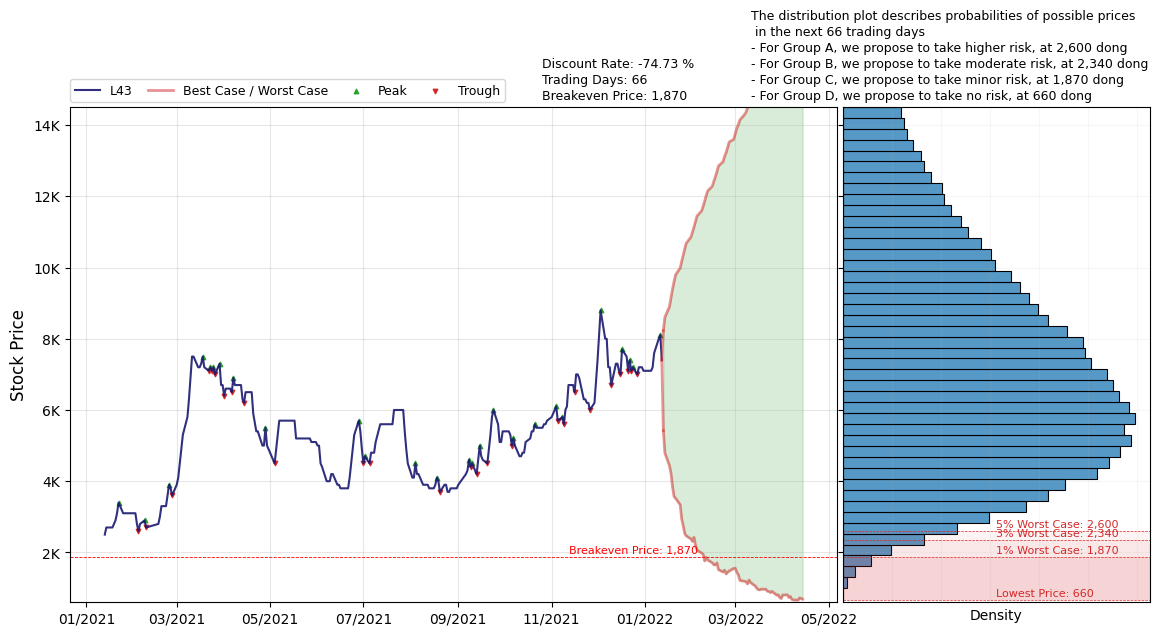 The distribution plot describes probabilities of possible prices
in the next 66 trading days
- For Group A, we propose to take higher risk, at 2,600 dong
- For Group B, we propose to take moderate risk, at 2,340 dong
- For Group C, we propose to take minor risk, at 1,870 dong
- For Group D, we propose to take no risk, at 660 dong
Discount Rate: -74.73 %
Trading Days: 66
Breakeven Price: 1,870
L43
Best Case / Worst Case
Peak
Trough
Stock Price
14K
12K
10K
8K
6K
4K
2K
Breakeven Price: 1,870
5% Worst Case: 2,600
3% Worst Case: 2,340
1% Worst Case: 1,870
Lowest Price: 660
01/2021
03/2021
05/2021
07/2021
09/2021
11/2021
01/2022
03/2022
05/2022
Density